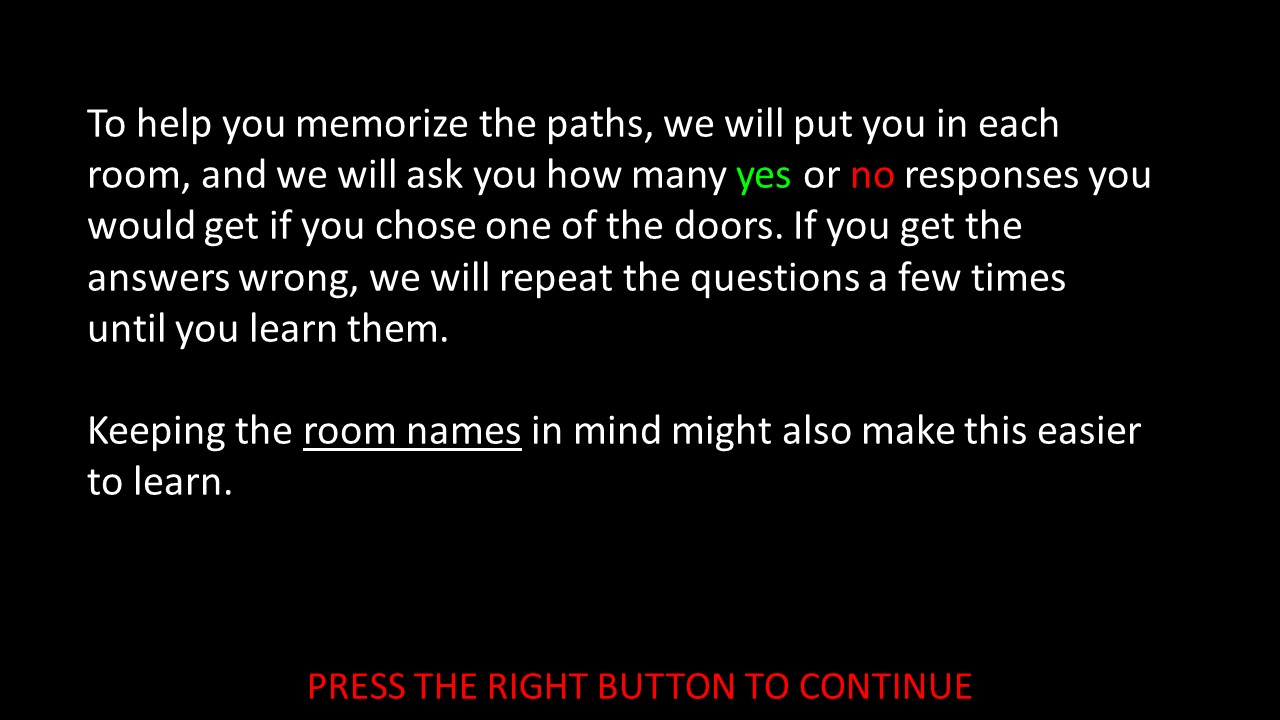 To help you memorize the paths, we will put you in each
room, and we will ask you how many yes or no responses you
would get if you chose one of the doors. If you get the
answers wrong, we will repeat the questions a few times
until you learn them.
Keeping the room names in mind might also make this easier
to learn.
PRESS THE RIGHT BUTTON TO CONTINUE